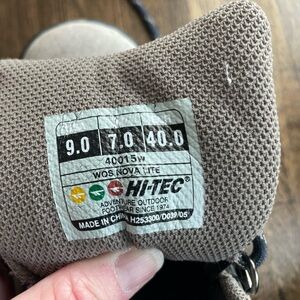 9.0 7.0 40.0
40015W
WOS NOVA LITE
HI-TEC®
ADVENTURE OUTDOOR
FOOTWEAR SINCE 1974
MADE IN CHINA H253300/D039/05